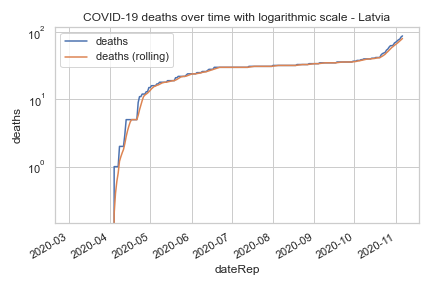 COVID-19 deaths over time with logarithmic scale - Latvia
10²
deaths
deaths (rolling)
10¹
10⁰
deaths
2020-03
2020-04
2020-05
2020-06
2020-07
2020-08
2020-09
2020-10
2020-11
dateRep